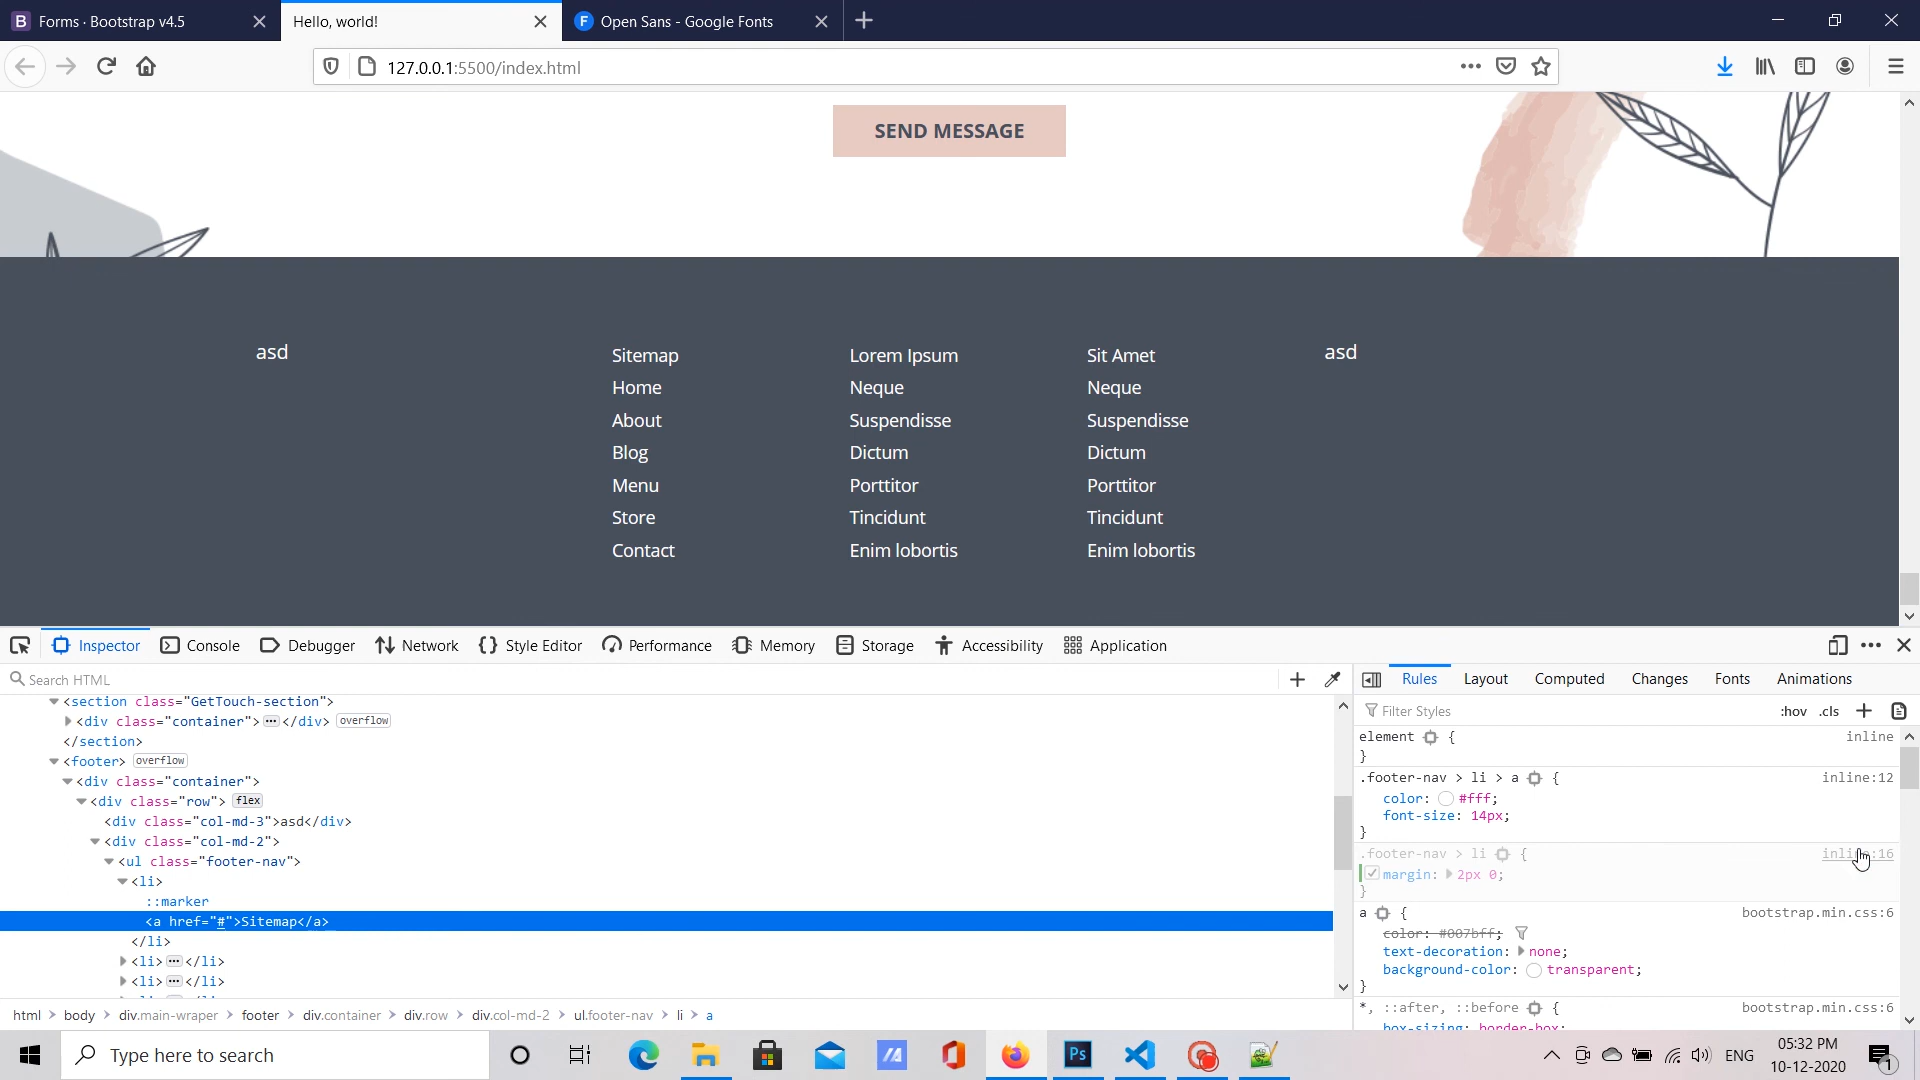 Forms · Bootstrap v4.5
Hello, world!
Open Sans - Google Fonts
127.0.0.1:5500/index.html
SEND MESSAGE
asd
Sitemap
Home
About
Blog
Menu
Store
Contact
Lorem Ipsum
Neque
Suspendisse
Dictum
Porttitor
Tincidunt
Enim lobortis
Sit Amet
Neque
Suspendisse
Dictum
Porttitor
Tincidunt
Enim lobortis
asd
Inspector
Console
Debugger
Network
Style Editor
Performance
Memory
Storage
Accessibility
Application
Search HTML
<section class="GetTouch-section">
<div class="container"></div> overflow
</section>
<footer> overflow
<div class="container">
<div class="row"> flex
<div class="col-md-3">asd</div>
<div class="col-md-2">
<ul class="footer-nav">
<li>
::marker
<a href="#">Sitemap</a>
</li>
<li></li>
<li></li>
html > body > div.main-wraper > footer > div.container > div.row > div.col-md-2 > ul.footer-nav > li > a
Rules
Layout
Computed
Changes
Fonts
Animations
Filter Styles
:hov .cls
element { inline
}
.footer-nav > li > a { inline:12
color: #fff;
font-size: 14px;
}
.footer-nav > li { inline:16
margin: 2px 0;
}
a { bootstrap.min.css:6
color: #007bff;
text-decoration: none;
background-color: transparent;
}
*, ::after, ::before { bootstrap.min.css:6
box-sizing: border-box;
Type here to search
Ps
ENG
05:32 PM
10-12-2020
1